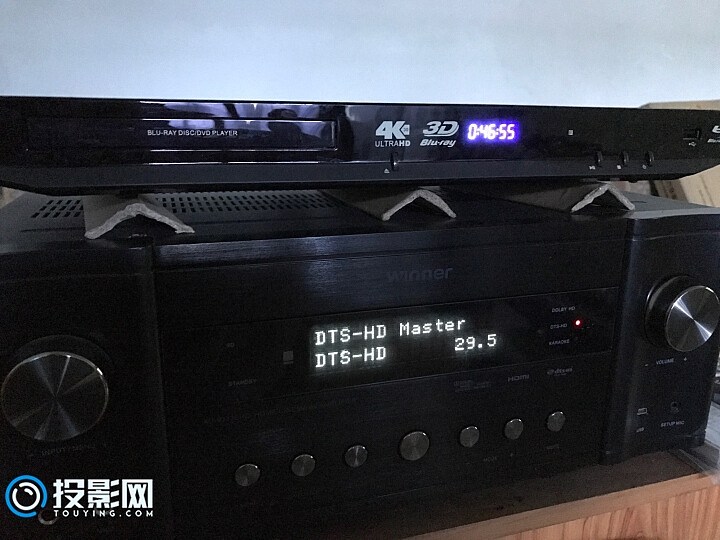 BLU-RAY DISC/DVD PLAYER
4K
ULTRAHD
3D
Blu-ray
0:46:55
winner
DTS-HD Master
DTS-HD 29.5
DOLBY HD
DTS-HD
KARAOKE
STANDBY
HDMI
- VOLUME +
USB
SETUP MIC
投影网
TOUYING.COM